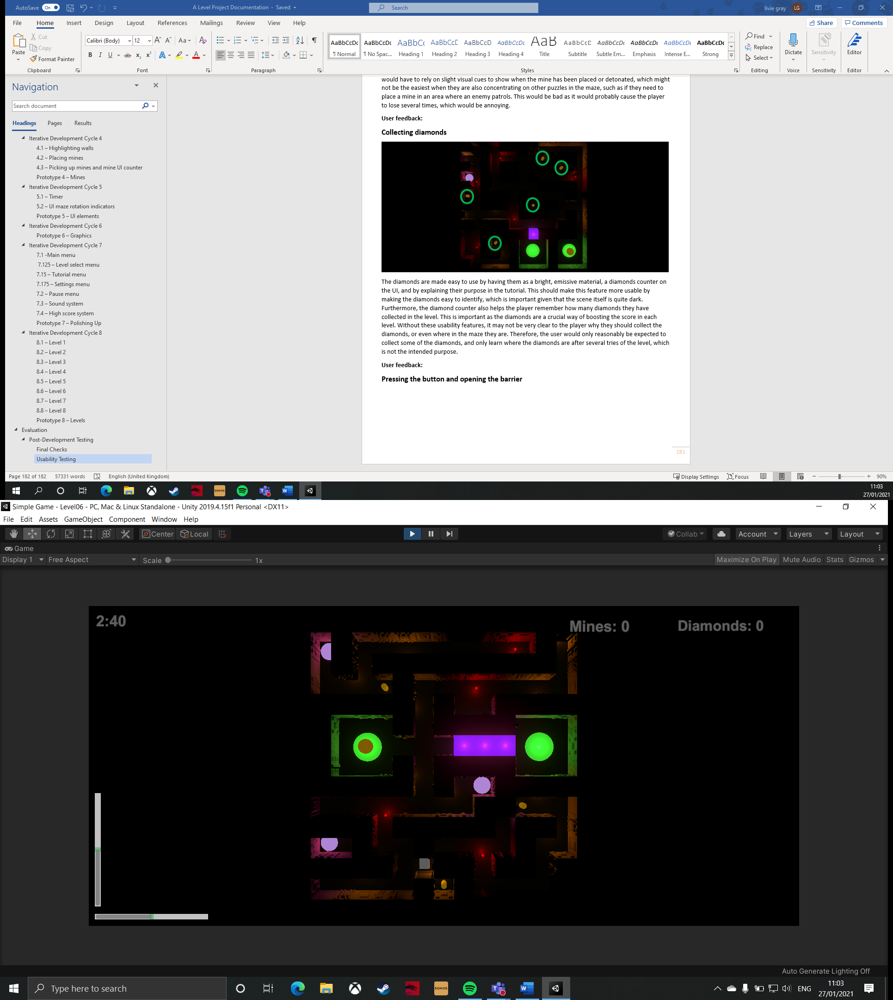 AutoSave On A Level Project Documentation - Saved Search livie gray LG
File Home Insert Design Layout References Mailings Review View Help Share Comments
Paste Cut Copy Format Painter
Calibri (Body) 12 Aa
B I U ab x₂ x² A A
AaBbCcDc AaBbCcDc AaBbCc AaBbCcC AaBbCcD AaBbCcDc AaB AaBbCcD AaBbCcDc AaBbCcDc AaBbCcDc AaBbCcDc
¶ Normal ¶ No Spac... Heading 1 Heading 2 Heading 3 Heading 4 Title Subtitle Subtle Em... Emphasis Intense E... Strong
Find Replace Select Dictate Sensitivity Editor
Clipboard Font Paragraph Styles Editing Voice Sensitivity Editor
Navigation
Search document
Headings Pages Results
Iterative Development Cycle 4
4.1 – Highlighting walls
4.2 – Placing mines
4.3 – Picking up mines and mine UI counter
Prototype 4 – Mines
Iterative Development Cycle 5
5.1 – Timer
5.2 – UI maze rotation indicators
Prototype 5 – UI elements
Iterative Development Cycle 6
Prototype 6 – Graphics
Iterative Development Cycle 7
7.1 -Main menu
7.125 – Level select menu
7.15 – Tutorial menu
7.175 – Settings menu
7.2 – Pause menu
7.3 – Sound system
7.4 – High score system
Prototype 7 – Polishing Up
Iterative Development Cycle 8
8.1 – Level 1
8.2 – Level 2
8.3 – Level 3
8.4 – Level 4
8.5 – Level 5
8.6 – Level 6
8.7 – Level 7
8.8 – Level 8
Prototype 8 – Levels
Evaluation
Post-Development Testing
Final Checks
Usability Testing
would have to rely on slight visual cues to show when the mine has been placed or detonated, which might
not be the easiest when they are also concentrating on other puzzles in the maze, such as if they need to
place a mine in an area where an enemy patrols. This would be bad as it would probably cause the player
to lose several times, which would be annoying.
User feedback:
Collecting diamonds
The diamonds are made easy to use by having them as a bright, emissive material, a diamonds counter on
the UI, and by explaining their purpose in the tutorial. This should make this feature more usable by
making the diamonds easy to identify, which is important given that the scene itself is quite dark.
Furthermore, the diamond counter also helps the player remember how many diamonds they have
collected in the level. This is important as the diamonds are a crucial way of boosting the score in each
level. Without these usability features, it may not be very clear to the player why they should collect the
diamonds, or even where in the maze they are. Therefore, the user would only reasonably be expected to
collect some of the diamonds, and only learn where the diamonds are after several tries of the level, which
is not the intended purpose.
User feedback:
Pressing the button and opening the barrier
181
Page 182 of 182 57331 words English (United Kingdom) Display Settings Focus 90%
SONOS
11:03
27/01/2021
Simple Game - Level06 - PC, Mac & Linux Standalone - Unity 2019.4.15f1 Personal <DX11>
File Edit Assets GameObject Component Window Help
Center Local Collab Account Layers Layout
Game
Display 1 Free Aspect Scale 1x Maximize On Play Mute Audio Stats Gizmos
2:40 Mines: 0 Diamonds: 0
Auto Generate Lighting Off
Type here to search SONOS ENG 11:03
27/01/2021